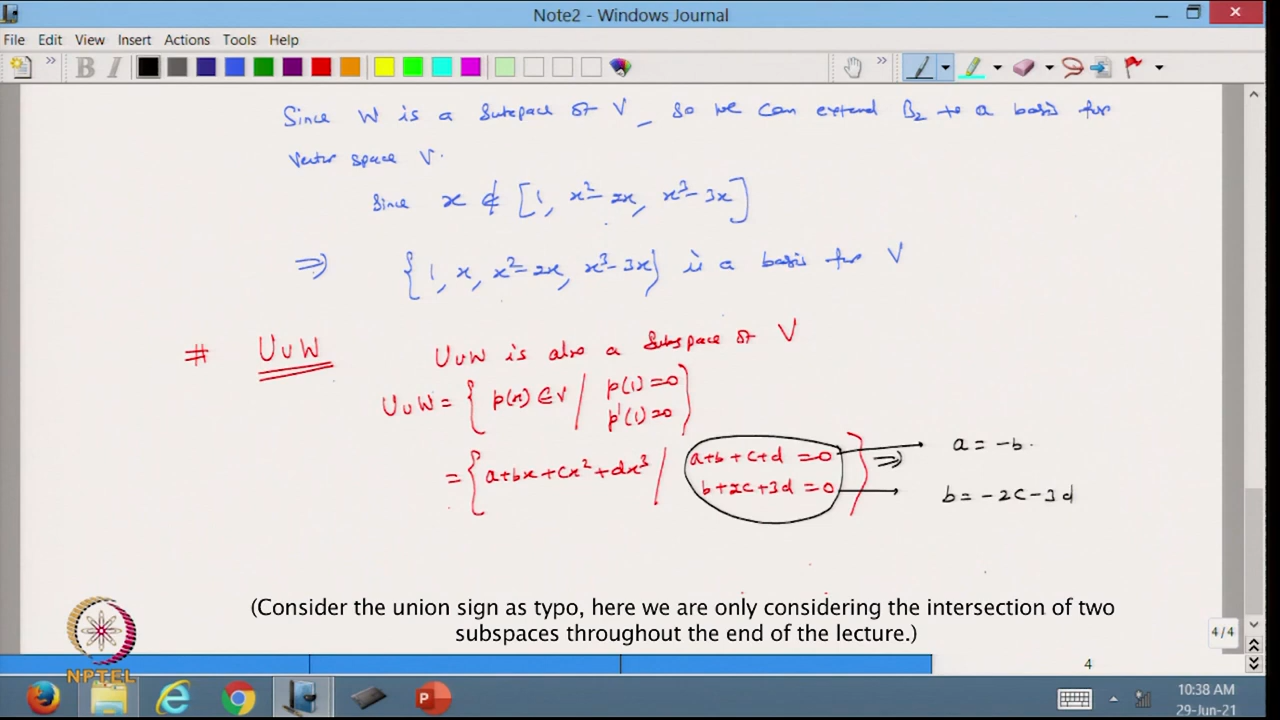 Note2 - Windows Journal
File Edit View Insert Actions Tools Help
Since W is a Subspace of V, So we can extend B₂ to a basis for
Vector space V.
Since x ∉ [1, x²-2x, x³-3x]
⇒ {1, x, x²-2x, x³-3x} is a basis for V
# U∪W U∪W is also a Subspace of V
U∪W = { p(x) ∈ V / p(1)=0
p'(1)=0 }
= { a+bx+cx²+dx³ / a+b+c+d=0 } ⇒ a = -b
b+2c+3d=0 b = -2c-3d
(Consider the union sign as typo, here we are only considering the intersection of two
subspaces throughout the end of the lecture.)
NPTEL
4/4
4
10:38 AM
29-Jun-21